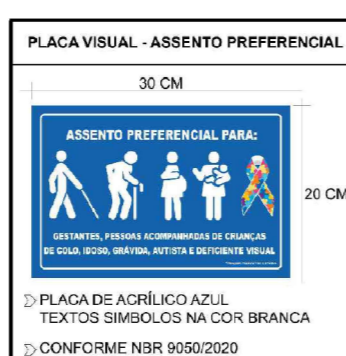 PLACA VISUAL - ASSENTO PREFERENCIAL
30 CM
ASSENTO PREFERENCIAL PARA:
20 CM
GESTANTES, PESSOAS ACOMPANHADAS DE CRIANÇAS
DE COLO, IDOSO, GRÁVIDA, AUTISTA E DEFICIENTE VISUAL
PLACA DE ACRÍLICO AZUL
TEXTOS SIMBOLOS NA COR BRANCA
CONFORME NBR 9050/2020